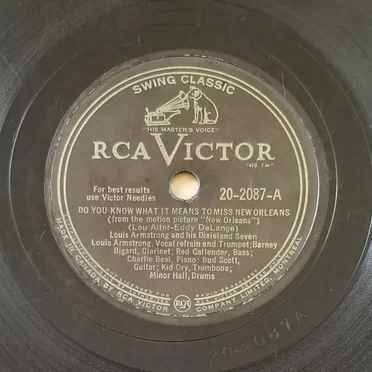 SWING CLASSIC
"HIS MASTER'S VOICE"
RCA VICTOR
For best results
use Victor Needles
20-2087-A
DO YOU KNOW WHAT IT MEANS TO MISS NEW ORLEANS
(from the motion picture "New Orleans")
(Lou Alter-Eddy DeLange)
Louis Armstrong and his Dixieland Seven
Louis Armstrong, Vocal refrain and Trumpet; Barney
Bigard, Clarinet; Red Callender, Bass;
Charlie Beal, Piano; Bud Scott,
Guitar; Kid Ory, Trombone;
Minor Hall, Drums
RCA
MADE IN CANADA BY RCA VICTOR COMPANY LIMITED, MONTREAL
20-2087A